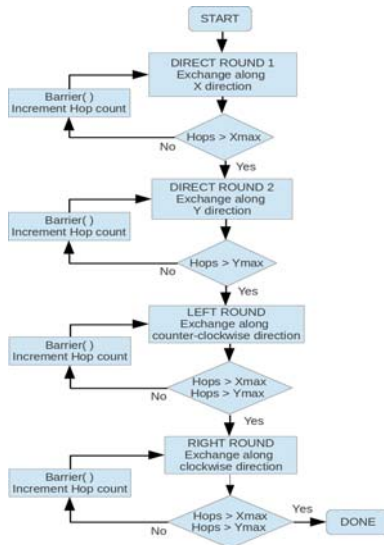 START
DIRECT ROUND 1
Exchange along
X direction
Barrier( )
Increment Hop count
Hops > Xmax
No
Yes
DIRECT ROUND 2
Exchange along
Y direction
Barrier( )
Increment Hop count
Hops > Ymax
No
Yes
LEFT ROUND
Exchange along
counter-clockwise direction
Barrier( )
Increment Hop count
Hops > Xmax
Hops > Ymax
No
Yes
RIGHT ROUND
Exchange along
clockwise direction
Barrier( )
Increment Hop count
Hops > Xmax
Hops > Ymax
No
Yes
DONE